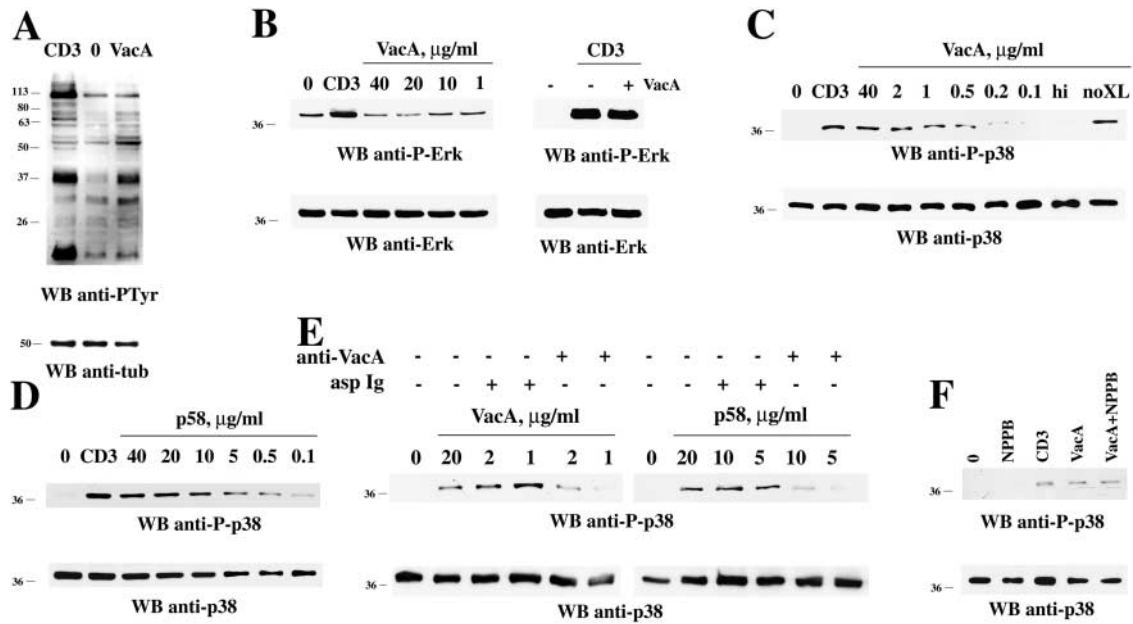 A
CD3 0 VacA
113
80
63
50
37
26
WB anti-PTyr
50
WB anti-tub
B
VacA, μg/ml
0 CD3 40 20 10 1
36
WB anti-P-Erk
36
WB anti-Erk
CD3
- - + VacA
WB anti-P-Erk
WB anti-Erk
C
VacA, μg/ml
0 CD3 40 2 1 0.5 0.2 0.1 hi noXL
36
WB anti-P-p38
36
WB anti-p38
D
p58, μg/ml
0 CD3 40 20 10 5 0.5 0.1
36
WB anti-P-p38
36
WB anti-p38
E
anti-VacA - - - - + + - - - - + +
asp Ig - - + + - - - - + + - -
VacA, μg/ml
0 20 2 1 2 1
p58, μg/ml
0 20 10 5 10 5
36
WB anti-P-p38
36
WB anti-p38
F
0 NPPB CD3 VacA VacA+NPPB
36
WB anti-P-p38
36
WB anti-p38